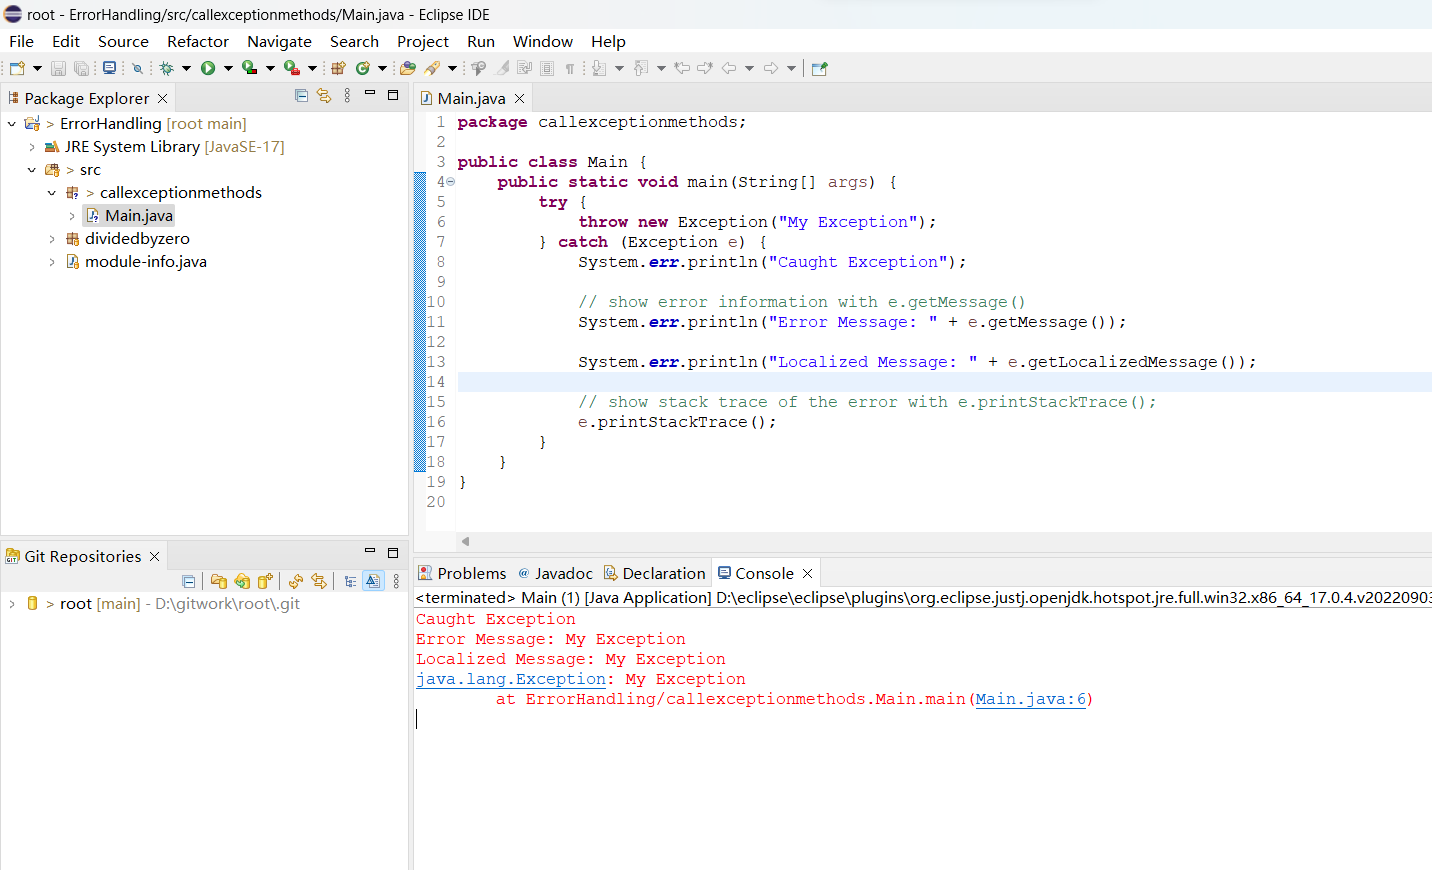 root - ErrorHandling/src/callexceptionmethods/Main.java - Eclipse IDE
File Edit Source Refactor Navigate Search Project Run Window Help
Package Explorer
> ErrorHandling [root main]
JRE System Library [JavaSE-17]
> src
> callexceptionmethods
Main.java
dividedbyzero
module-info.java
Git Repositories
> root [main] - D:\gitwork\root\.git
Main.java
1 package callexceptionmethods;
2
3 public class Main {
4 public static void main(String[] args) {
5 try {
6 throw new Exception("My Exception");
7 } catch (Exception e) {
8 System.err.println("Caught Exception");
9
10 // show error information with e.getMessage()
11 System.err.println("Error Message: " + e.getMessage());
12
13 System.err.println("Localized Message: " + e.getLocalizedMessage());
14
15 // show stack trace of the error with e.printStackTrace();
16 e.printStackTrace();
17 }
18 }
19 }
20
Problems @ Javadoc Declaration Console
<terminated> Main (1) [Java Application] D:\eclipse\eclipse\plugins\org.eclipse.justj.openjdk.hotspot.jre.full.win32.x86_64_17.0.4.v20220903
Caught Exception
Error Message: My Exception
Localized Message: My Exception
java.lang.Exception: My Exception
at ErrorHandling/callexceptionmethods.Main.main(Main.java:6)